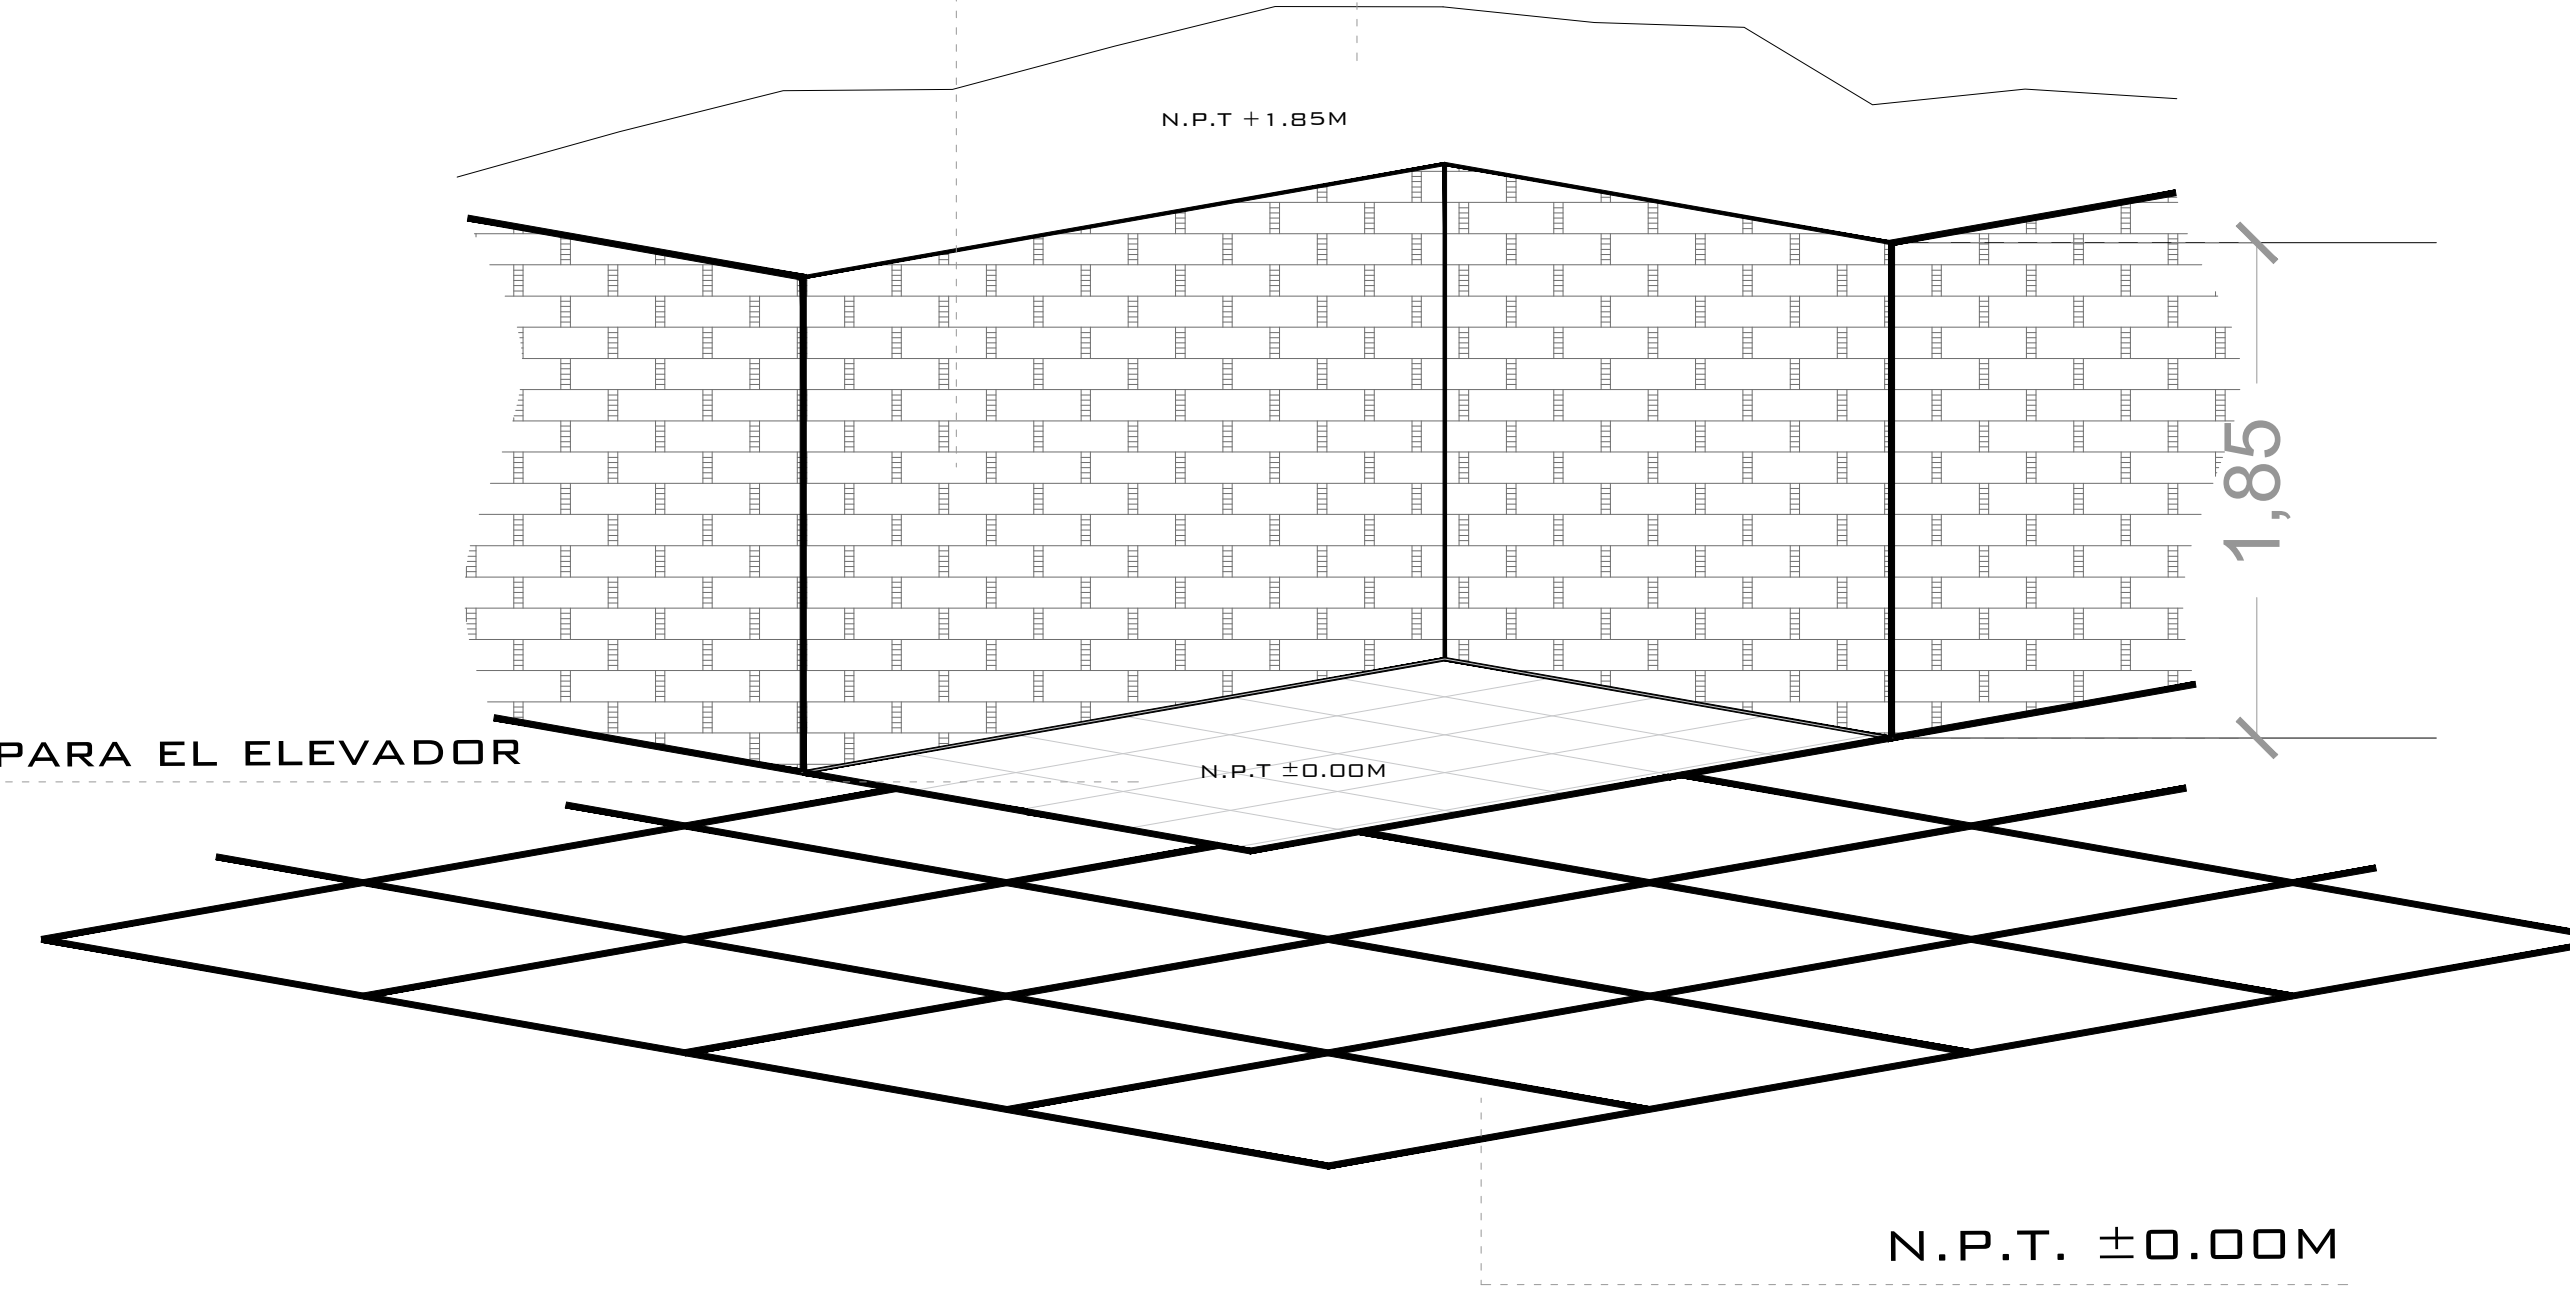 N.P.T +1.85M
1,85
PARA EL ELEVADOR
N.P.T ±0.00M
N.P.T. ±0.00M